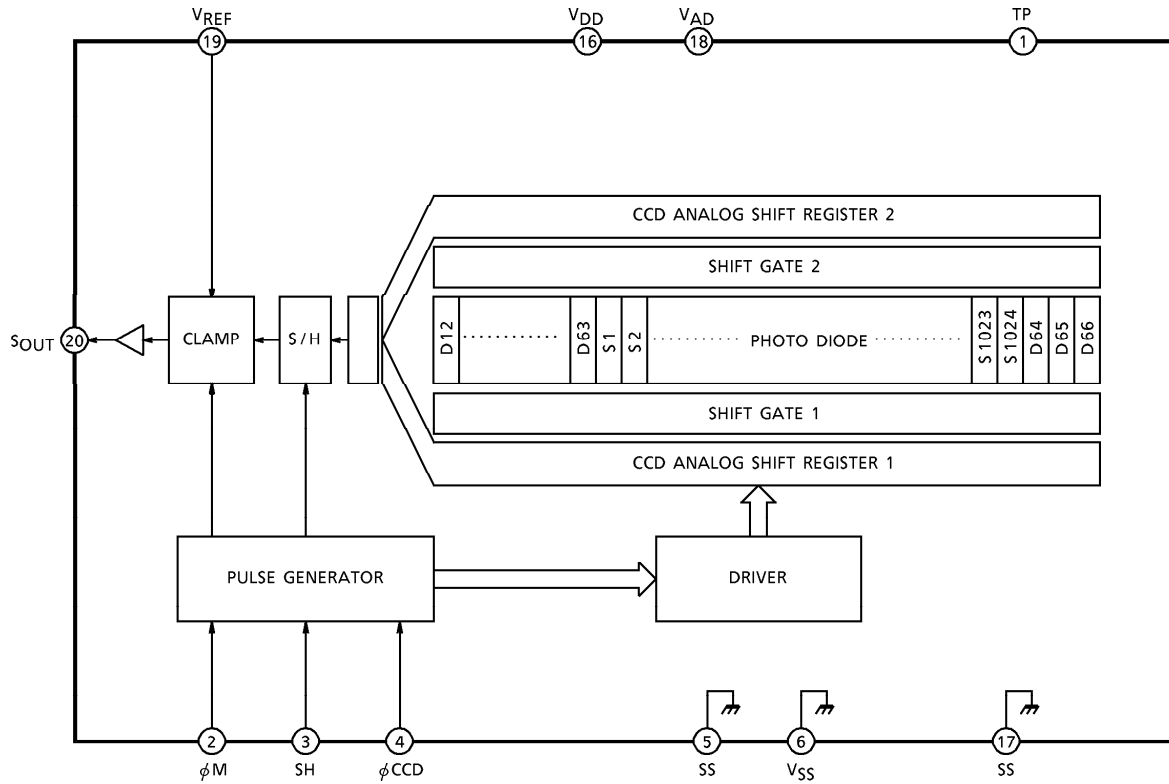 VREF
VDD
VAD
TP
19
16
18
1
CCD ANALOG SHIFT REGISTER 2
SHIFT GATE 2
SOUT
20
CLAMP
S/H
D12
D63
S1
S2
PHOTO DIODE
S1023
S1024
D64
D65
D66
SHIFT GATE 1
CCD ANALOG SHIFT REGISTER 1
PULSE GENERATOR
DRIVER
2
3
4
5
6
17
φM
SH
φCCD
SS
VSS
SS